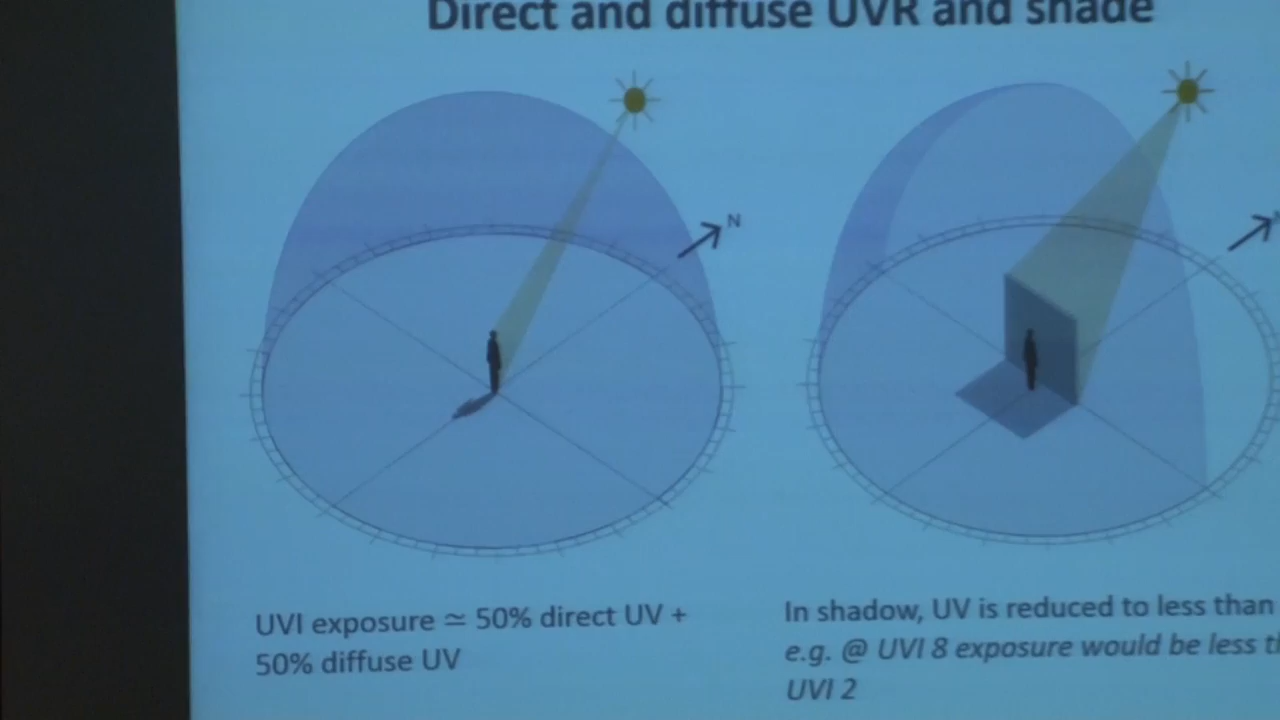 Direct and diffuse UVR and shade
N
UVI exposure ≃ 50% direct UV +
50% diffuse UV
In shadow, UV is reduced to less than
e.g. @ UVI 8 exposure would be less
UVI 2